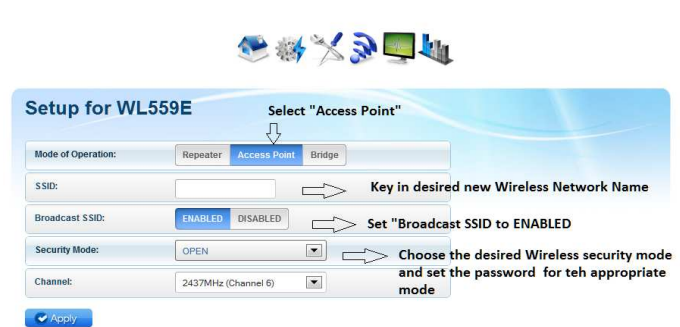 Setup for WL559E
Select "Access Point"
Mode of Operation:
Repeater Access Point Bridge
SSID:
Key in desired new Wireless Network Name
Broadcast SSID:
ENABLED DISABLED
Set "Broadcast SSID to ENABLED
Security Mode:
OPEN
Choose the desired Wireless security mode
and set the password for teh appropriate
mode
Channel:
2437MHz (Channel 6)
Apply